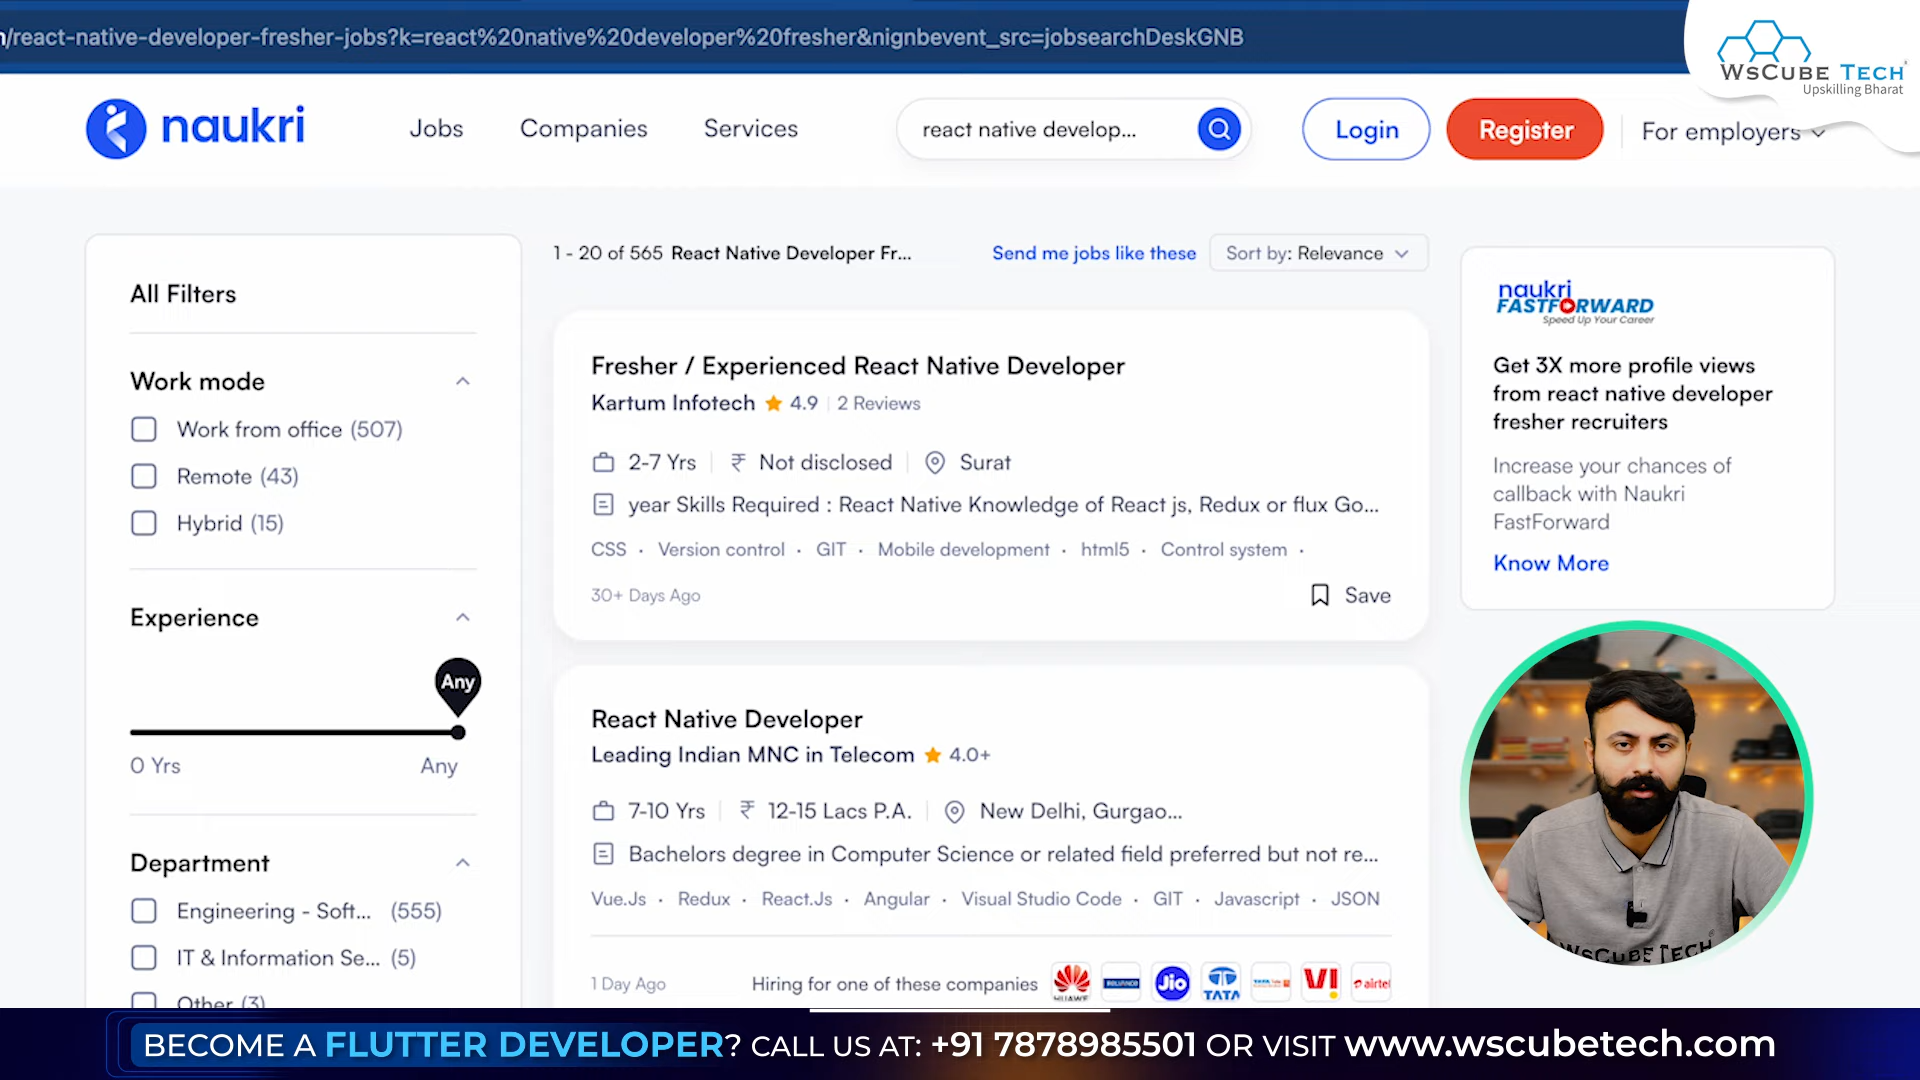 /react-native-developer-fresher-jobs?k=react%20native%20developer%20fresher&nignbevent_src=jobsearchDeskGNB
WsCube Tech
Upskilling Bharat
naukri
Jobs
Companies
Services
react native develop...
Login
Register
For employers
All Filters
Work mode
Work from office (507)
Remote (43)
Hybrid (15)
Experience
Any
0 Yrs
Any
Department
Engineering - Soft... (555)
IT & Information Se... (5)
Other (3)
1 - 20 of 565 React Native Developer Fr...
Send me jobs like these
Sort by: Relevance
Fresher / Experienced React Native Developer
Kartum Infotech 4.9 2 Reviews
2-7 Yrs ₹ Not disclosed Surat
year Skills Required : React Native Knowledge of React js, Redux or flux Go...
CSS · Version control · GIT · Mobile development · html5 · Control system ·
30+ Days Ago
Save
React Native Developer
Leading Indian MNC in Telecom 4.0+
7-10 Yrs ₹ 12-15 Lacs P.A. New Delhi, Gurgao...
Bachelors degree in Computer Science or related field preferred but not re...
Vue.Js · Redux · React.Js · Angular · Visual Studio Code · GIT · Javascript · JSON
1 Day Ago
Hiring for one of these companies
HUAWEI
RELIANCE
Jio
TATA
VI
airtel
naukri
FASTFORWARD
Speed Up Your Career
Get 3X more profile views
from react native developer
fresher recruiters
Increase your chances of
callback with Naukri
FastForward
Know More
WsCube Tech
BECOME A FLUTTER DEVELOPER? CALL US AT: +91 7878985501 OR VISIT www.wscubetech.com